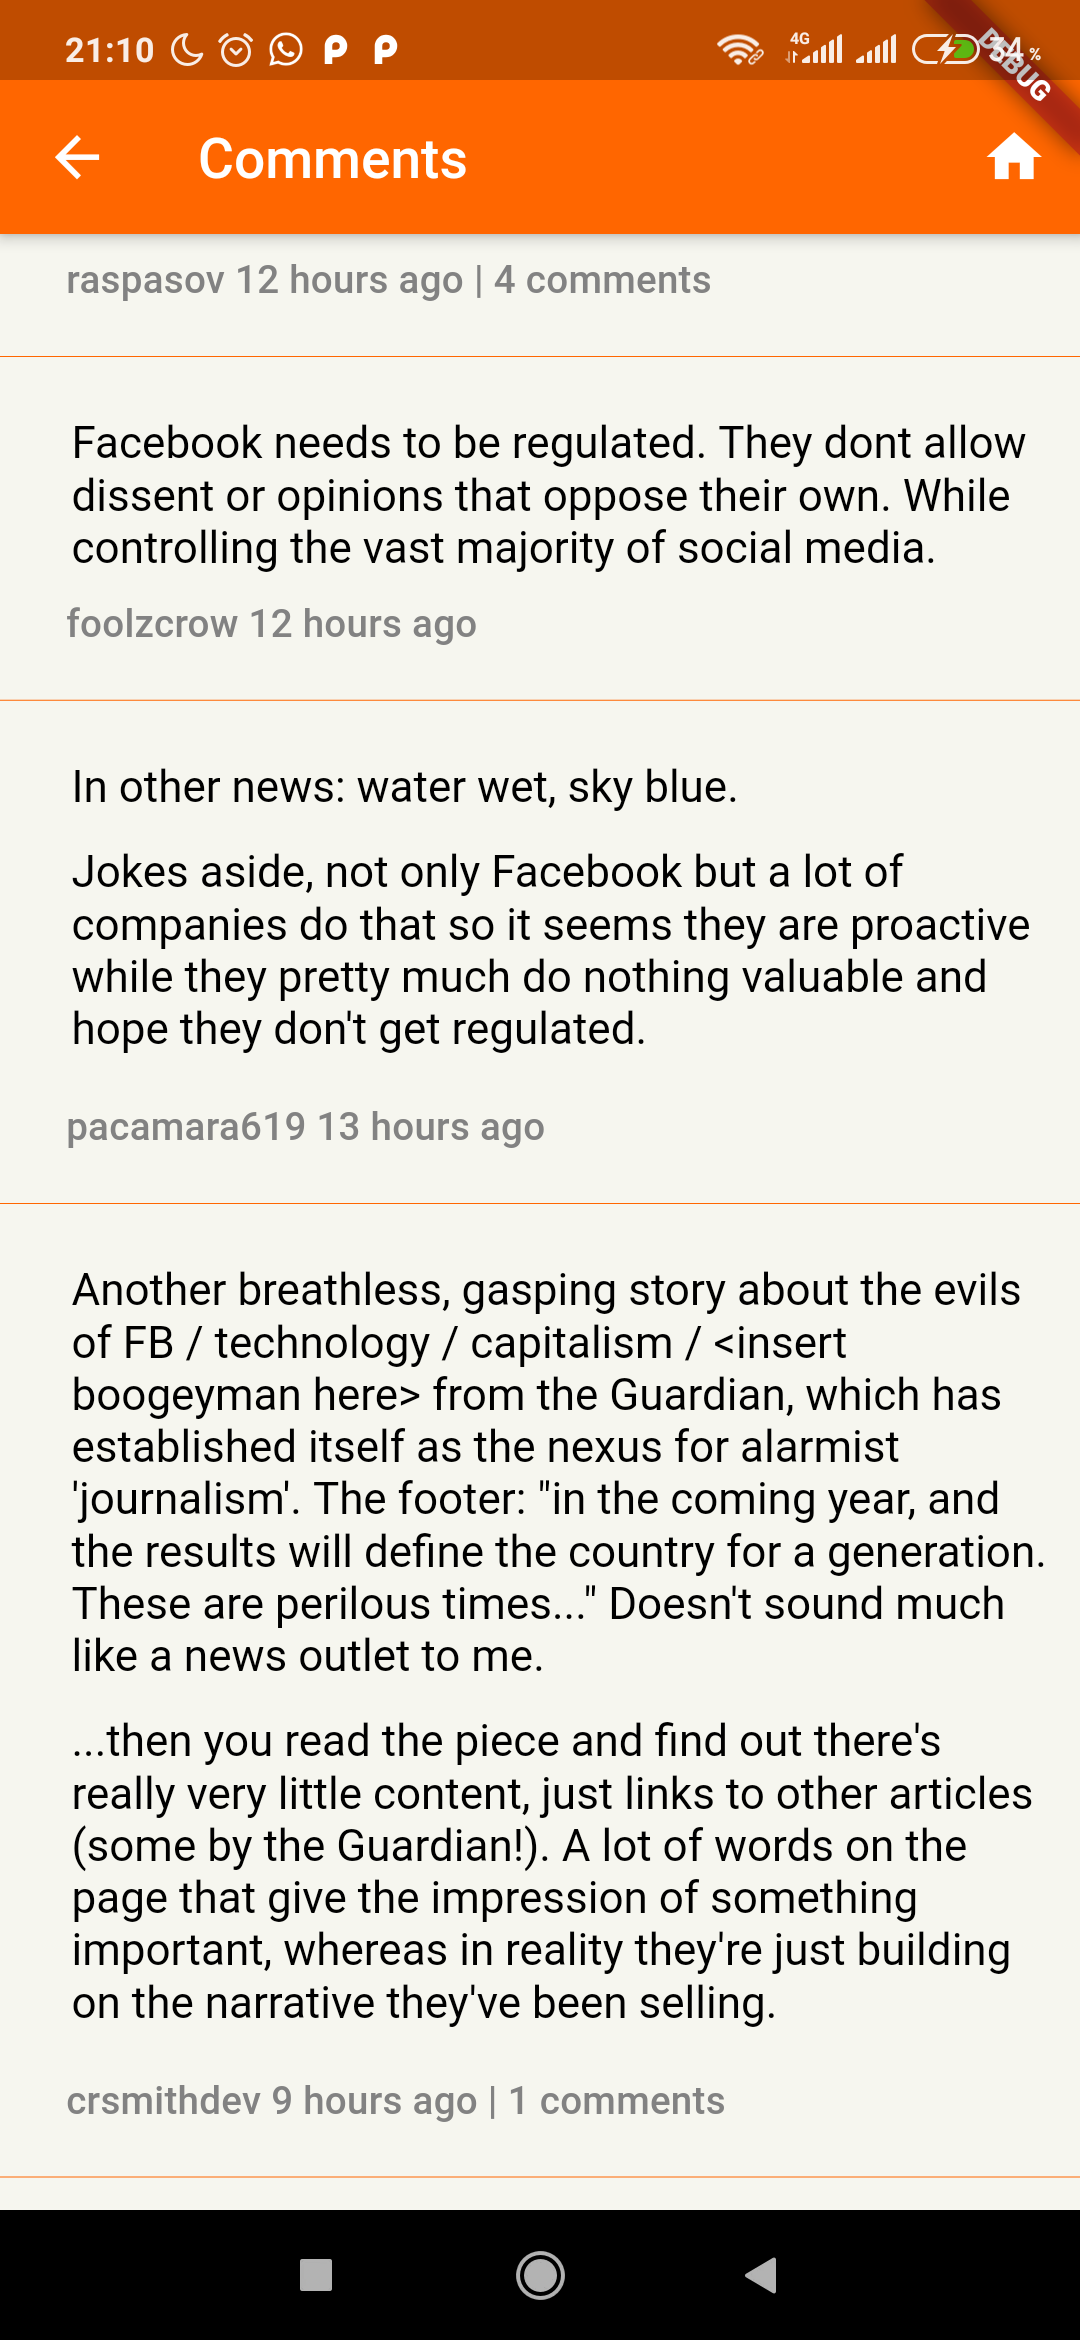 21:10
4G
34 %
DEBUG
Comments
raspasov 12 hours ago | 4 comments
Facebook needs to be regulated. They dont allow
dissent or opinions that oppose their own. While
controlling the vast majority of social media.
foolzcrow 12 hours ago
In other news: water wet, sky blue.
Jokes aside, not only Facebook but a lot of
companies do that so it seems they are proactive
while they pretty much do nothing valuable and
hope they don't get regulated.
pacamara619 13 hours ago
Another breathless, gasping story about the evils
of FB / technology / capitalism / <insert
boogeyman here> from the Guardian, which has
established itself as the nexus for alarmist
'journalism'. The footer: "in the coming year, and
the results will define the country for a generation.
These are perilous times..." Doesn't sound much
like a news outlet to me.
...then you read the piece and find out there's
really very little content, just links to other articles
(some by the Guardian!). A lot of words on the
page that give the impression of something
important, whereas in reality they're just building
on the narrative they've been selling.
crsmithdev 9 hours ago | 1 comments